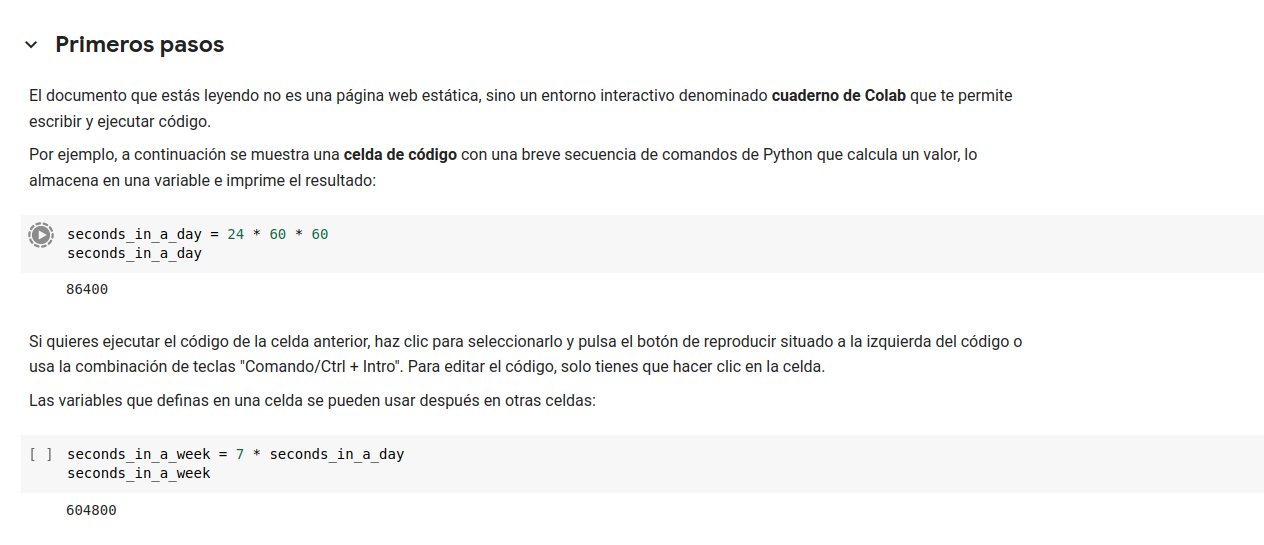 Primeros pasos
El documento que estás leyendo no es una página web estática, sino un entorno interactivo denominado cuaderno de Colab que te permite
escribir y ejecutar código.
Por ejemplo, a continuación se muestra una celda de código con una breve secuencia de comandos de Python que calcula un valor, lo
almacena en una variable e imprime el resultado:
seconds_in_a_day = 24 * 60 * 60
seconds_in_a_day
86400
Si quieres ejecutar el código de la celda anterior, haz clic para seleccionarlo y pulsa el botón de reproducir situado a la izquierda del código o
usa la combinación de teclas "Comando/Ctrl + Intro". Para editar el código, solo tienes que hacer clic en la celda.
Las variables que definas en una celda se pueden usar después en otras celdas:
[ ] seconds_in_a_week = 7 * seconds_in_a_day
seconds_in_a_week
604800